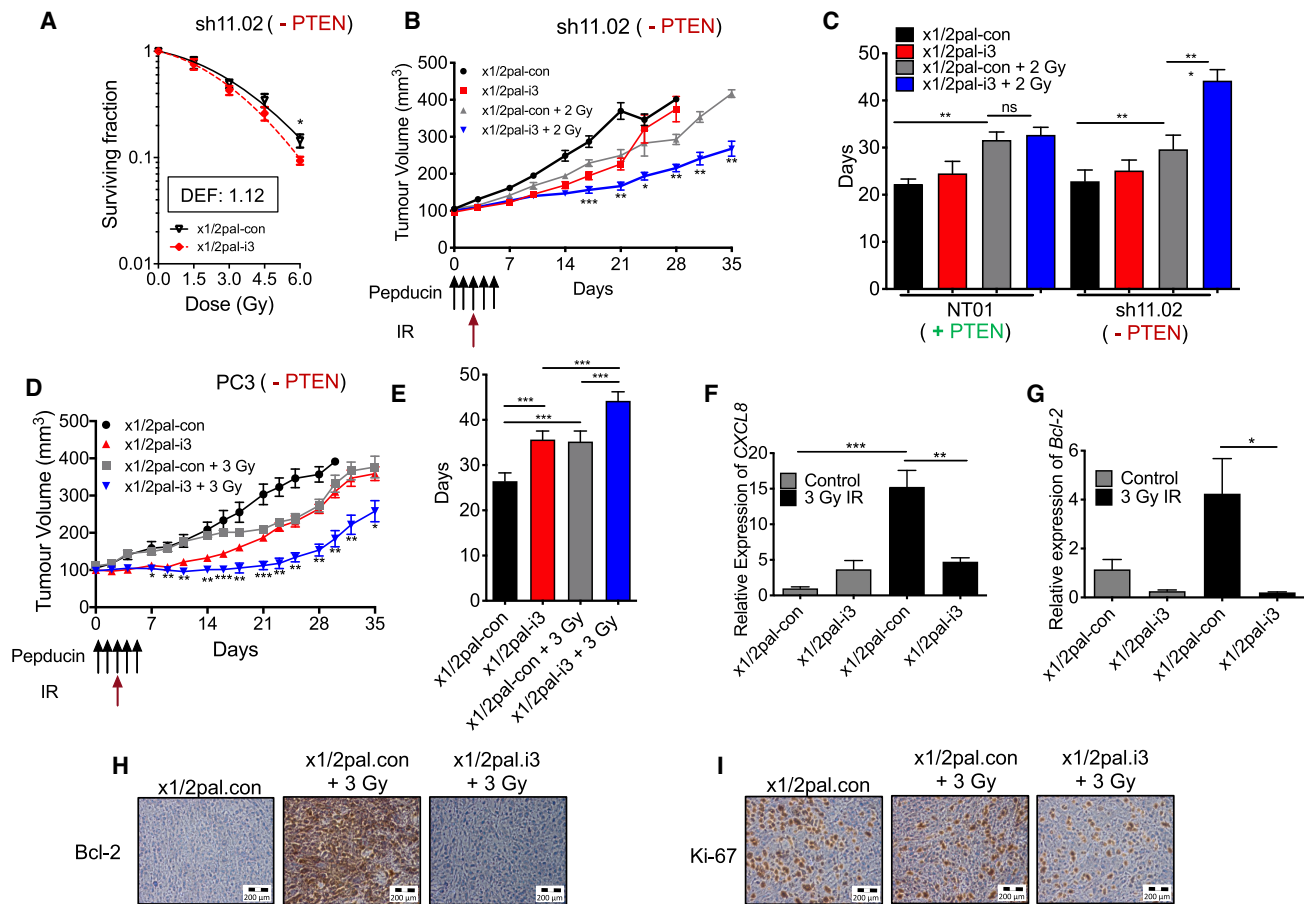 A
sh11.02 ( - PTEN)
Surviving fraction
1
0.1
0.01
*
DEF: 1.12
x1/2pal-con
x1/2pal-i3
0.0 1.5 3.0 4.5 6.0
Dose (Gy)
B
sh11.02 ( - PTEN)
Tumour Volume (mm3)
500
400
300
200
100
0
x1/2pal-con
x1/2pal-i3
x1/2pal-con + 2 Gy
x1/2pal-i3 + 2 Gy
*** ** * ** ** **
0 7 14 21 28 35
Days
Pepducin
IR
C
Days
50
40
30
20
10
0
x1/2pal-con
x1/2pal-i3
x1/2pal-con + 2 Gy
x1/2pal-i3 + 2 Gy
** ns ** ** *
NT01 sh11.02
( + PTEN) ( - PTEN)
D
PC3 ( - PTEN)
Tumour Volume (mm3)
500
400
300
200
100
0
x1/2pal-con
x1/2pal-i3
x1/2pal-con + 3 Gy
x1/2pal-i3 + 3 Gy
* ** ** ** *** ** *** ** ** ** ** ** *
0 7 14 21 28 35
Days
Pepducin
IR
E
Days
50
40
30
20
10
0
*** *** *** ***
x1/2pal-con
x1/2pal-i3
x1/2pal-con + 3 Gy
x1/2pal-i3 + 3 Gy
F
Relative Expression of CXCL8
20
15
10
5
0
Control
3 Gy IR
*** **
x1/2pal-con
x1/2pal-i3
x1/2pal-con
x1/2pal-i3
G
Relative expression of Bcl-2
6
4
2
0
Control
3 Gy IR
*
x1/2pal-con
x1/2pal-i3
x1/2pal-con
x1/2pal-i3
H
x1/2pal.con
x1/2pal.con
+ 3 Gy
x1/2pal.i3
+ 3 Gy
Bcl-2
200 µm
200 µm
200 µm
I
x1/2pal.con
x1/2pal.con
+ 3 Gy
x1/2pal.i3
+ 3 Gy
Ki-67
200 µm
200 µm
200 µm